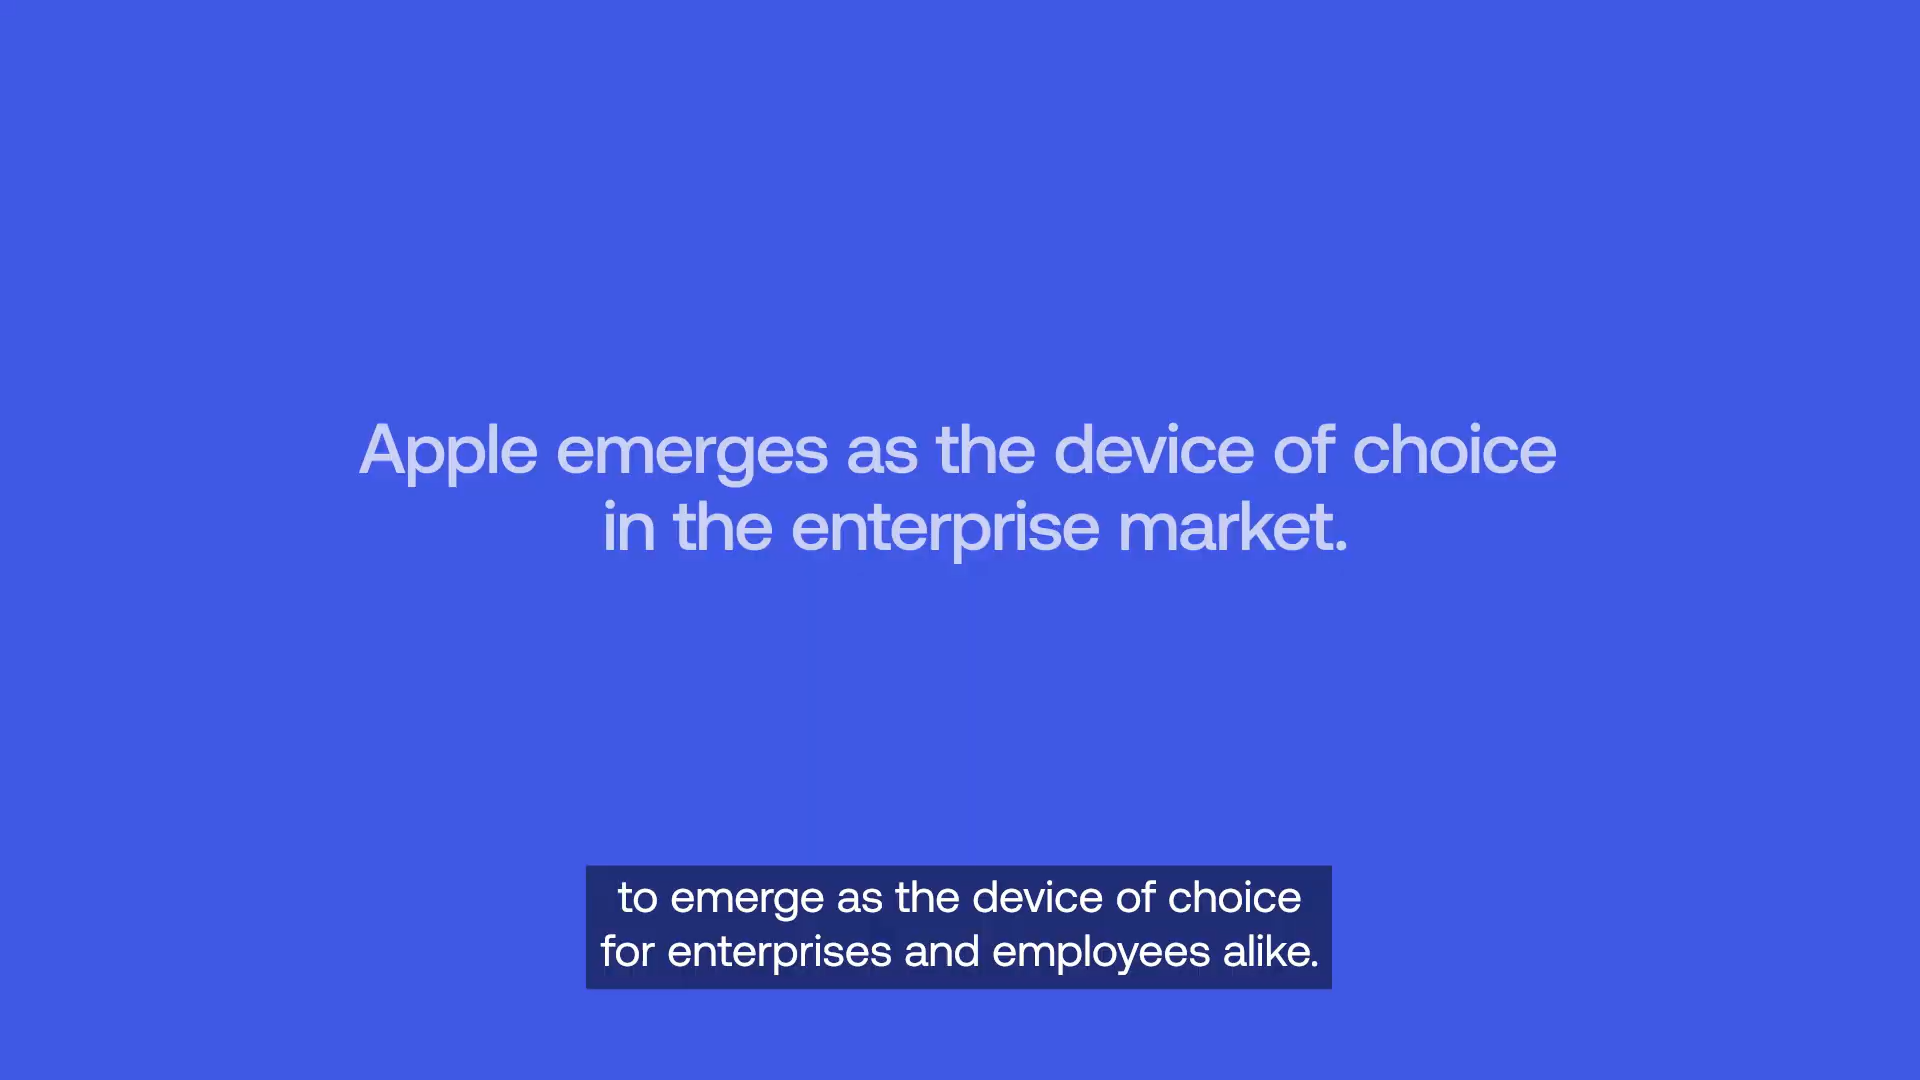 Apple emerges as the device of choice
in the enterprise market.
to emerge as the device of choice
for enterprises and employees alike.